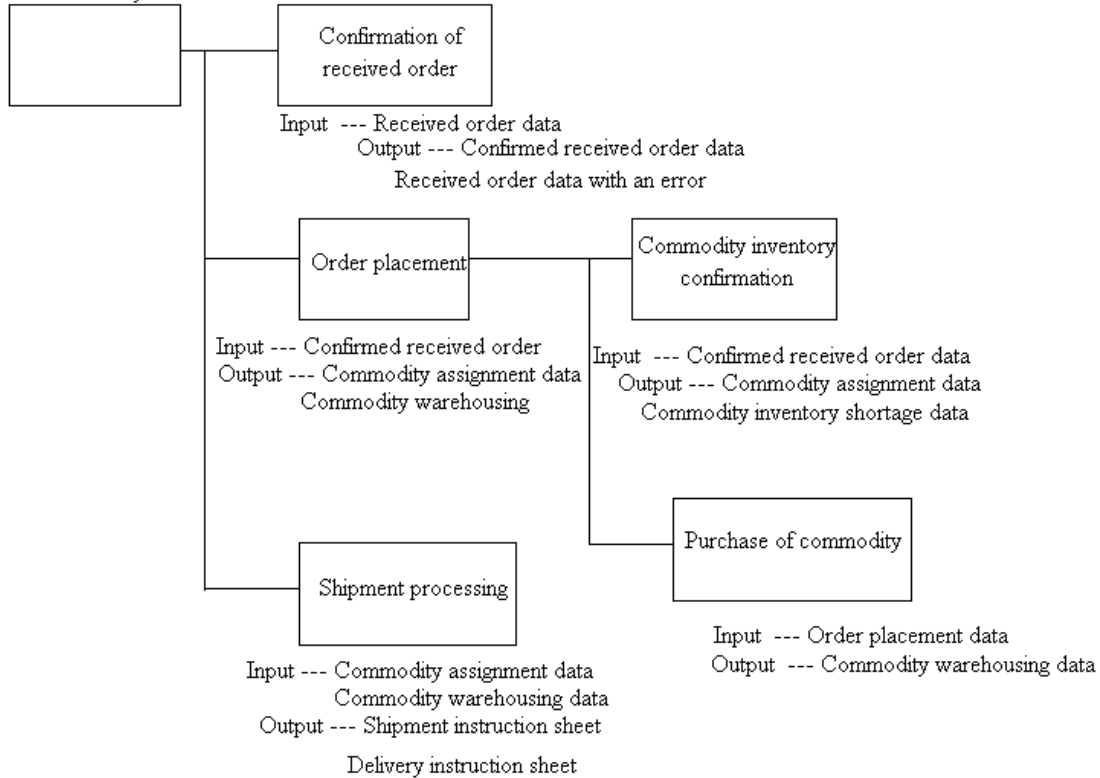 Confirmation of
received order
Input --- Received order data
Output --- Confirmed received order data
Received order data with an error
Order placement
Commodity inventory
confirmation
Input --- Confirmed received order
Output --- Commodity assignment data
Commodity warehousing
Input --- Confirmed received order data
Output --- Commodity assignment data
Commodity inventory shortage data
Purchase of commodity
Input --- Order placement data
Output --- Commodity warehousing data
Shipment processing
Input --- Commodity assignment data
Commodity warehousing data
Output --- Shipment instruction sheet
Delivery instruction sheet